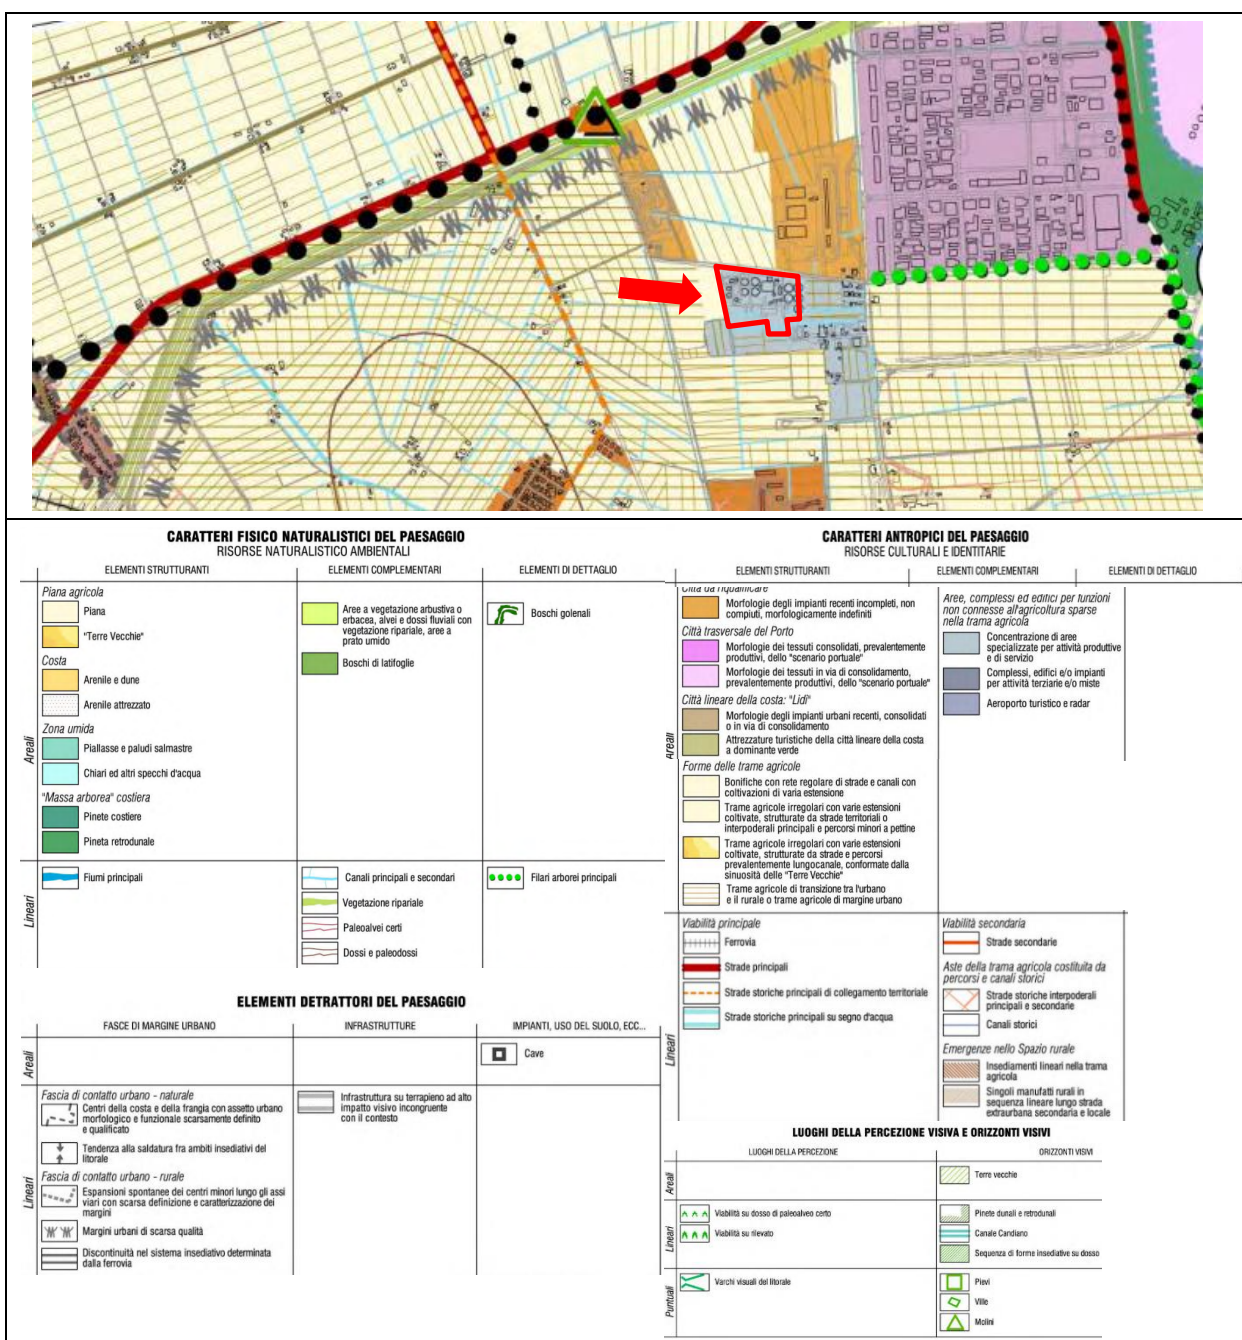 CARATTERI FISICO NATURALISTICI DEL PAESAGGIO
RISORSE NATURALISTICO AMBIENTALI
ELEMENTI STRUTTURANTI
ELEMENTI COMPLEMENTARI
ELEMENTI DI DETTAGLIO
Areali
Piana agricola
Piana
"Terre Vecchie"
Costa
Arenile e dune
Arenile attrezzato
Zona umida
Piallasse e paludi salmastre
Chiari ed altri specchi d'acqua
"Massa arborea" costiera
Pinete costiere
Pineta retrodunale
Aree a vegetazione arbustiva o
erbacea, alvei e dossi fluviali con
vegetazione ripariale, aree a
prato umido
Boschi di latifoglie
Boschi golenali
Lineari
Fiumi principali
Canali principali e secondari
Vegetazione ripariale
Paleoalvei certi
Dossi e paleodossi
Filari arborei principali
ELEMENTI DETRATTORI DEL PAESAGGIO
FASCE DI MARGINE URBANO
INFRASTRUTTURE
IMPIANTI, USO DEL SUOLO, ECC...
Areali
Cave
Lineari
Fascia di contatto urbano - naturale
Centri della costa e della frangia con assetto urbano
morfologico e funzionale scarsamente definito
e qualificato
Tendenza alla saldatura fra ambiti insediativi del
litorale
Fascia di contatto urbano - rurale
Espansioni spontanee dei centri minori lungo gli assi
viari con scarsa definizione e caratterizzazione dei
margini
Margini urbani di scarsa qualità
Discontinuità nel sistema insediativo determinata
dalla ferrovia
Infrastruttura su terrapieno ad alto
impatto visivo incongruente
con il contesto
CARATTERI ANTROPICI DEL PAESAGGIO
RISORSE CULTURALI E IDENTITARIE
ELEMENTI STRUTTURANTI
ELEMENTI COMPLEMENTARI
ELEMENTI DI DETTAGLIO
Areali
Città da riqualificare
Morfologie degli impianti recenti incompleti, non
compiuti, morfologicamente indefiniti
Città trasversale del Porto
Morfologie dei tessuti consolidati, prevalentemente
produttivi, dello "scenario portuale"
Morfologie dei tessuti in via di consolidamento,
prevalentemente produttivi, dello "scenario portuale"
Città lineare della costa: "Lidi"
Morfologie degli impianti urbani recenti, consolidati
o in via di consolidamento
Attrezzature turistiche della città lineare della costa
a dominante verde
Forme delle trame agricole
Bonifiche con rete regolare di strade e canali con
coltivazioni di varia estensione
Trame agricole irregolari con varie estensioni
coltivate, strutturate da strade territoriali o
interpoderali principali e percorsi minori a pettine
Trame agricole irregolari con varie estensioni
coltivate, strutturate da strade e percorsi
prevalentemente lungocanale, conformate dalla
sinuosità delle "Terre Vecchie"
Trame agricole di transizione tra l'urbano
e il rurale o trame agricole di margine urbano
Aree, complessi ed edifici per funzioni
non connesse all'agricoltura sparse
nella trama agricola
Concentrazione di aree
specializzate per attività produttive
e di servizio
Complessi, edifici e/o impianti
per attività terziarie e/o miste
Aeroporto turistico e radar
Lineari
Viabilità principale
Ferrovia
Strade principali
Strade storiche principali di collegamento territoriale
Strade storiche principali su segno d'acqua
Viabilità secondaria
Strade secondarie
Aste della trama agricola costituita da
percorsi e canali storici
Strade storiche interpoderali
principali e secondarie
Canali storici
Emergenze nello Spazio rurale
Insediamenti lineari nella trama
agricola
Singoli manufatti rurali in
sequenza lineare lungo strada
extraurbana secondaria e locale
LUOGHI DELLA PERCEZIONE VISIVA E ORIZZONTI VISIVI
LUOGHI DELLA PERCEZIONE
ORIZZONTI VISIVI
Areali
Terre vecchie
Lineari
Viabilità su dosso di paleoalveo certo
Viabilità su rilevato
Pinete dunali e retrodunali
Canale Candiano
Sequenza di forme insediative su dosso
Puntuali
Varchi visuali del litorale
Pievi
Ville
Molini